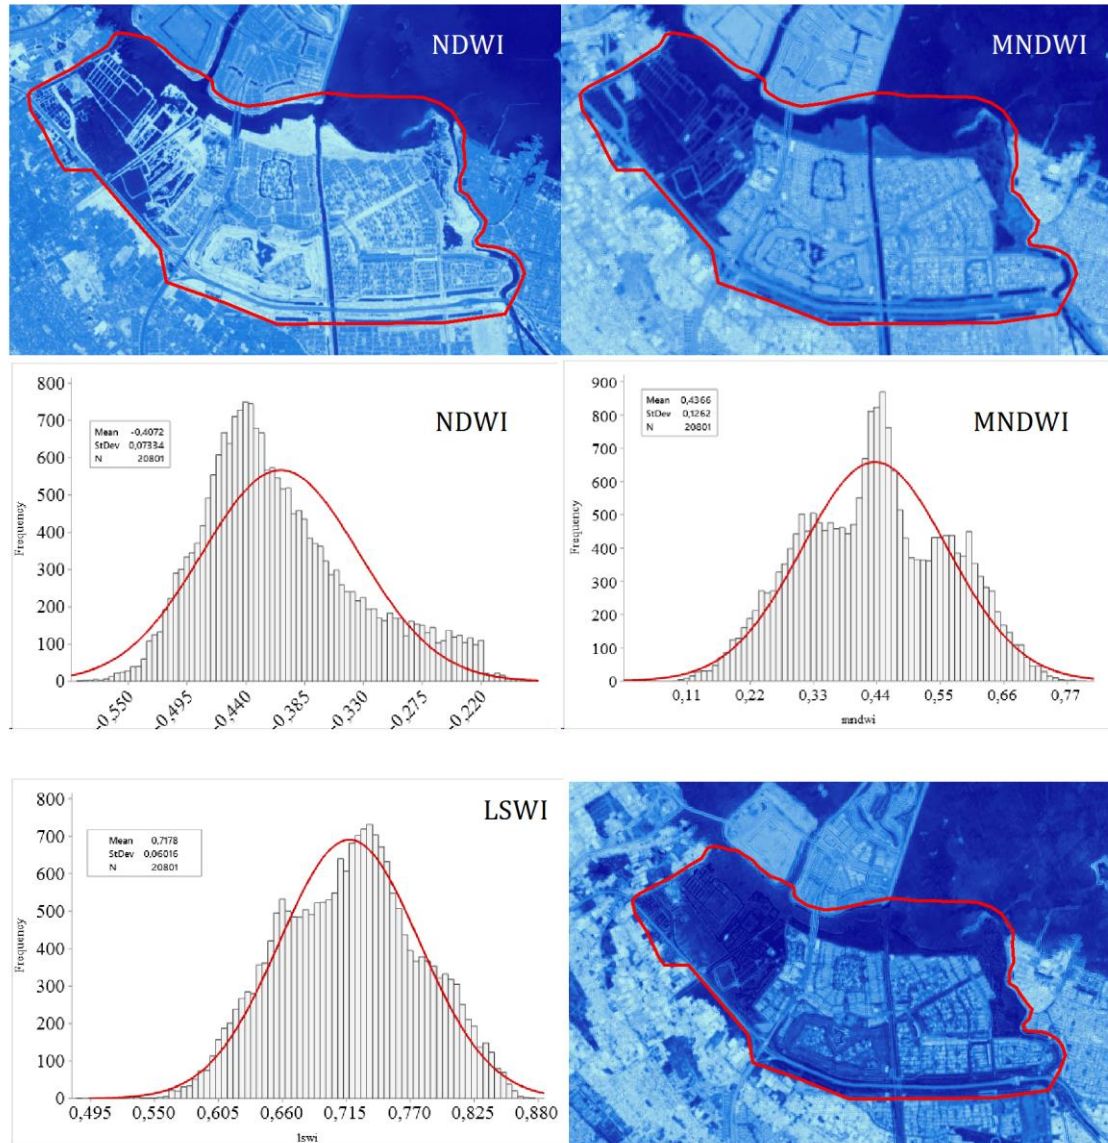 NDWI
MNDWI
800
700
600
500
400
300
200
100
0
Frequency
Mean -0,4072
StDev 0,07334
N 20801
NDWI
-0,550 -0,495 -0,440 -0,385 -0,330 -0,275 -0,220
900
800
700
600
500
400
300
200
100
0
Frequency
Mean 0,4366
StDev 0,1262
N 20801
MNDWI
0,11 0,22 0,33 0,44 0,55 0,66 0,77
mndwi
800
700
600
500
400
300
200
100
0
Frequency
Mean 0,7178
StDev 0,06016
N 20801
LSWI
0,495 0,550 0,605 0,660 0,715 0,770 0,825 0,880
lswi